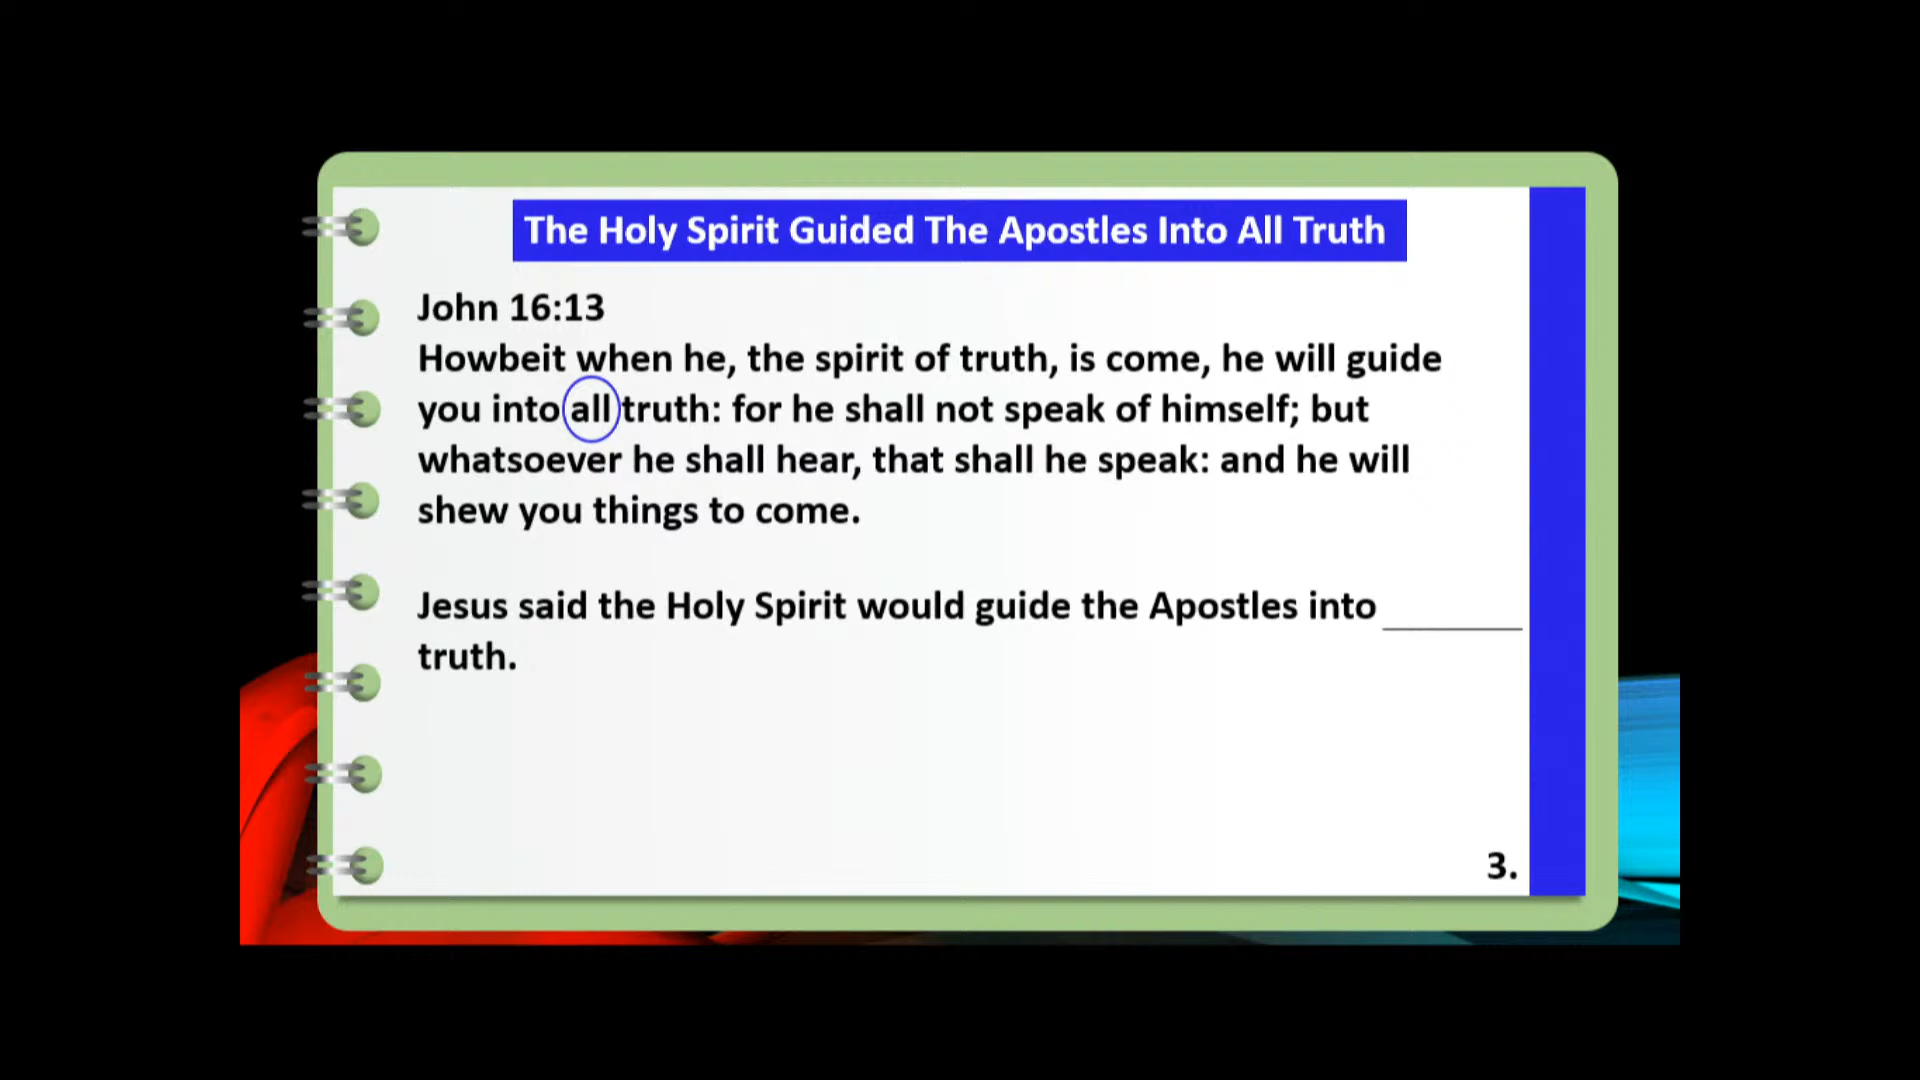 The Holy Spirit Guided The Apostles Into All Truth
John 16:13
Howbeit when he, the spirit of truth, is come, he will guide
you into all truth: for he shall not speak of himself; but
whatsoever he shall hear, that shall he speak: and he will
shew you things to come.
Jesus said the Holy Spirit would guide the Apostles into _______
truth.
3.